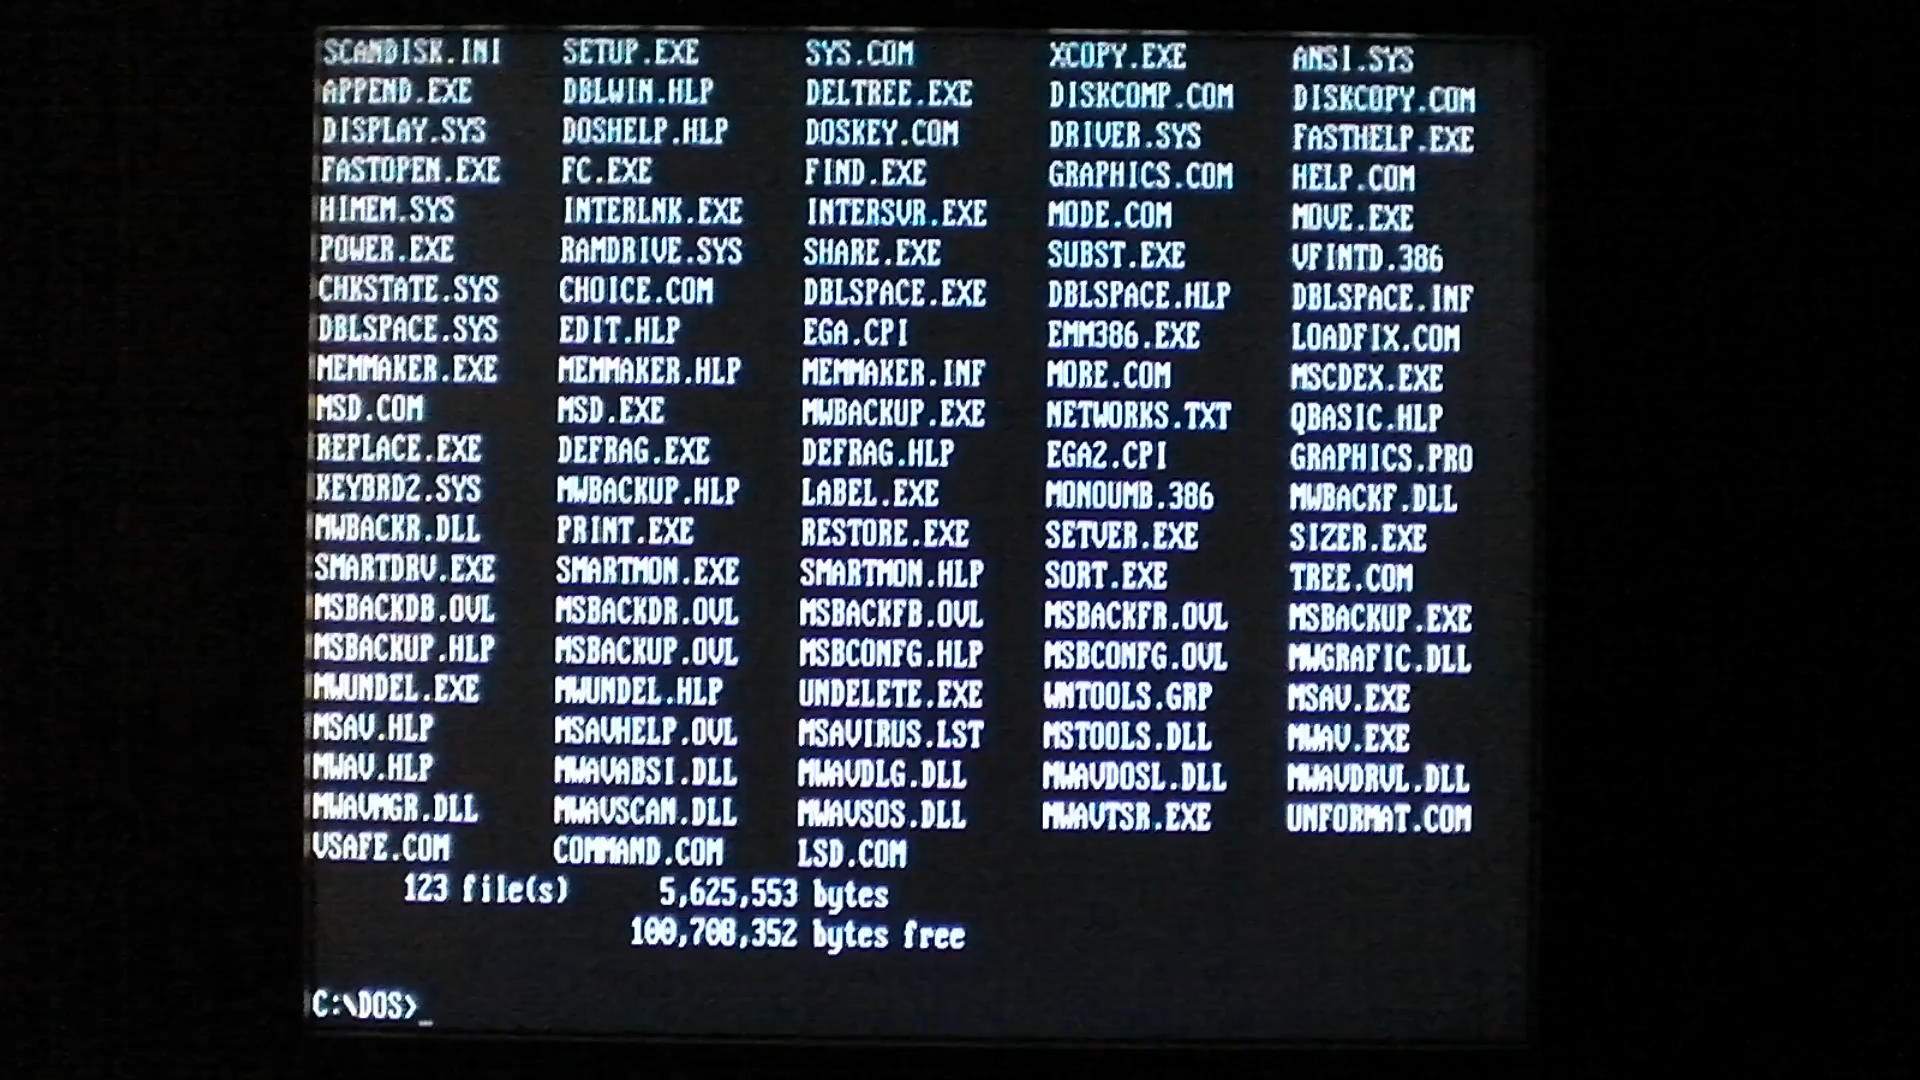 SCANDISK.INI SETUP.EXE SYS.COM XCOPY.EXE ANSI.SYS
APPEND.EXE DBLWIN.HLP DELTREE.EXE DISKCOMP.COM DISKCOPY.COM
DISPLAY.SYS DOSHELP.HLP DOSKEY.COM DRIVER.SYS FASTHELP.EXE
FASTOPEN.EXE FC.EXE FIND.EXE GRAPHICS.COM HELP.COM
HIMEM.SYS INTERLNK.EXE INTERSVR.EXE MODE.COM MOVE.EXE
POWER.EXE RAMDRIVE.SYS SHARE.EXE SUBST.EXE VFINTD.386
CHKSTATE.SYS CHOICE.COM DBLSPACE.EXE DBLSPACE.HLP DBLSPACE.INF
DBLSPACE.SYS EDIT.HLP EGA.CPI EMM386.EXE LOADFIX.COM
MEMMAKER.EXE MEMMAKER.HLP MEMMAKER.INF MORE.COM MSCDEX.EXE
MSD.COM MSD.EXE MWBACKUP.EXE NETWORKS.TXT QBASIC.HLP
REPLACE.EXE DEFRAG.EXE DEFRAG.HLP EGA2.CPI GRAPHICS.PRO
KEYBRD2.SYS MWBACKUP.HLP LABEL.EXE MONOUMB.386 MWBACKF.DLL
MWBACKR.DLL PRINT.EXE RESTORE.EXE SETVER.EXE SIZER.EXE
SMARTDRV.EXE SMARTMON.EXE SMARTMON.HLP SORT.EXE TREE.COM
MSBACKDB.OVL MSBACKDR.OVL MSBACKFB.OVL MSBACKFR.OVL MSBACKUP.EXE
MSBACKUP.HLP MSBACKUP.OVL MSBCONFG.HLP MSBCONFG.OVL MWGRAFIC.DLL
MWUNDEL.EXE MWUNDEL.HLP UNDELETE.EXE WNTOOLS.GRP MSAV.EXE
MSAV.HLP MSAVHELP.OVL MSAVIRUS.LST MSTOOLS.DLL MWAV.EXE
MWAV.HLP MWAVABSI.DLL MWAVDLG.DLL MWAVDOSL.DLL MWAVDRVL.DLL
MWAVMGR.DLL MWAVSCAN.DLL MWAVSOS.DLL MWAVTSR.EXE UNFORMAT.COM
VSAFE.COM COMMAND.COM LSD.COM
123 file(s) 5,625,553 bytes
100,708,352 bytes free
C:\DOS>_